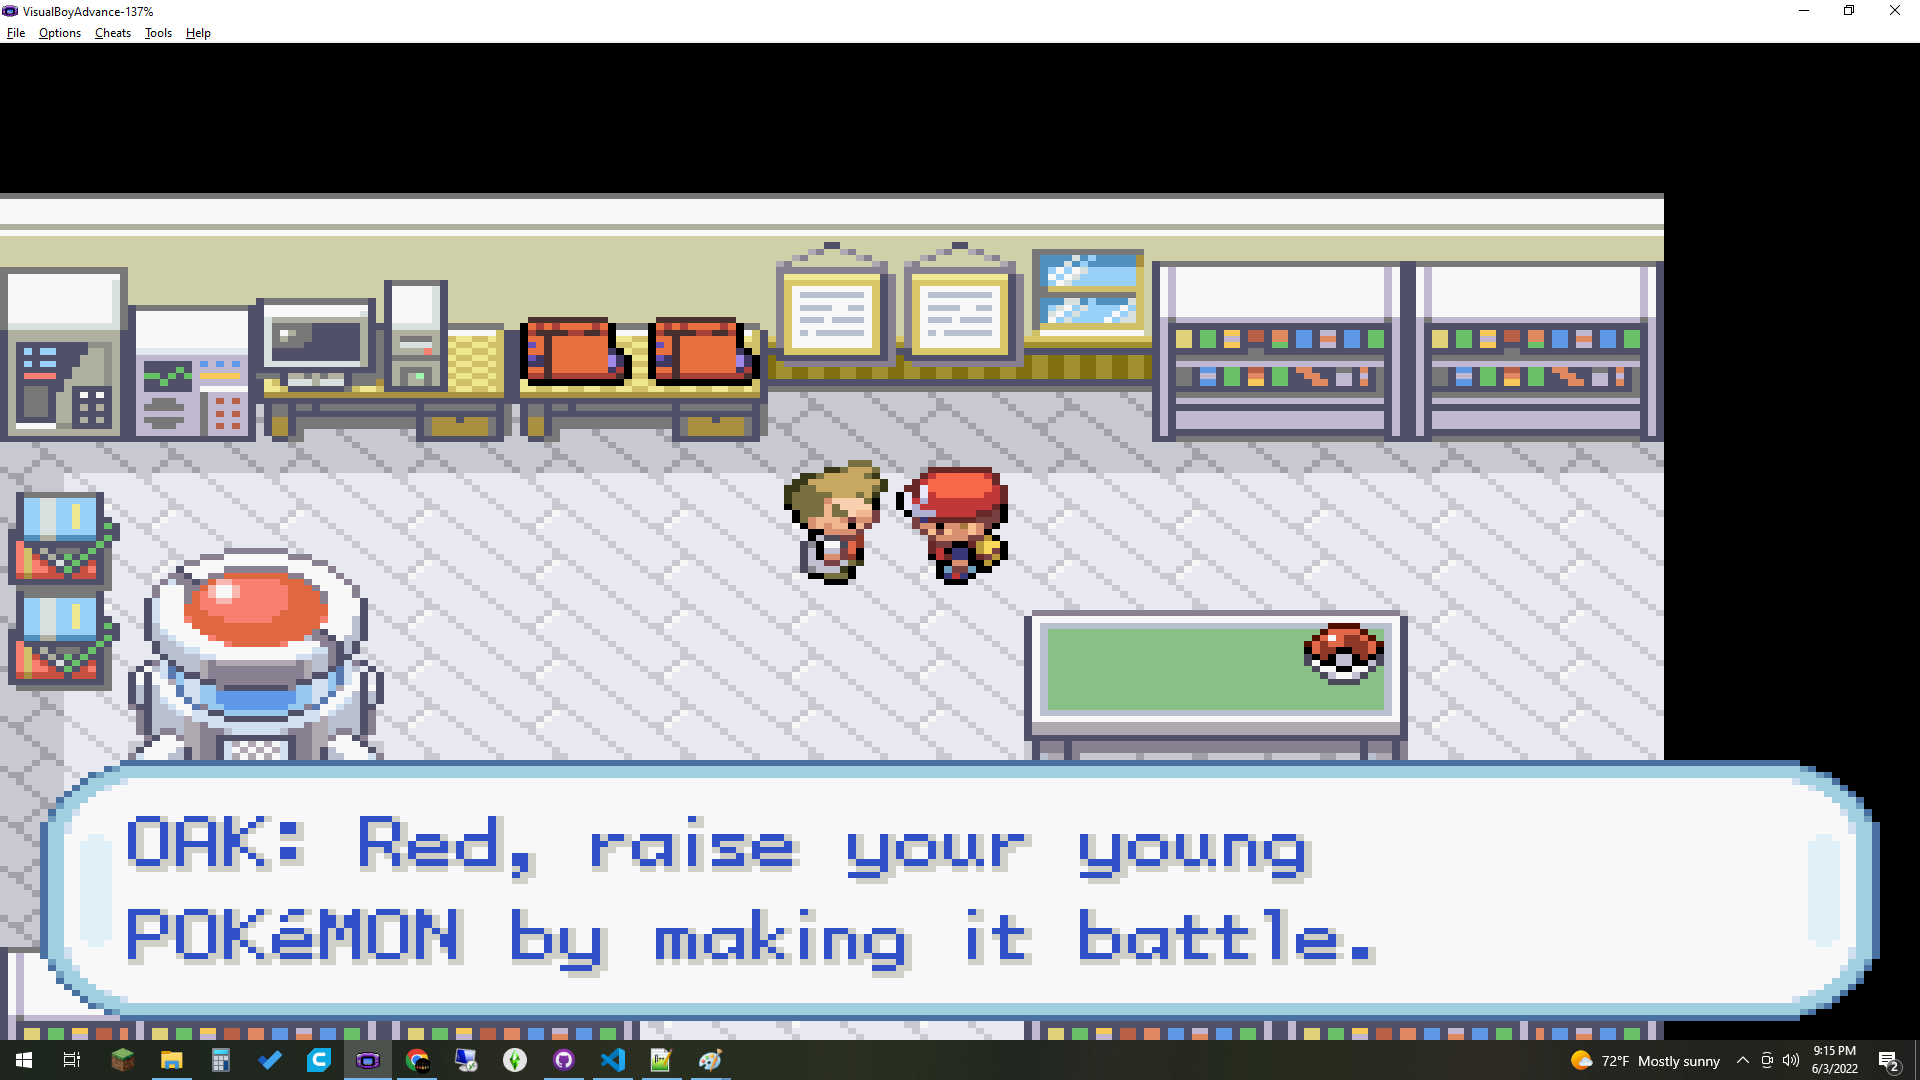 VisualBoyAdvance-137%
File Options Cheats Tools Help
OAK: Red, raise your young
POKéMON by making it battle.
72°F Mostly sunny
9:15 PM
6/3/2022
2